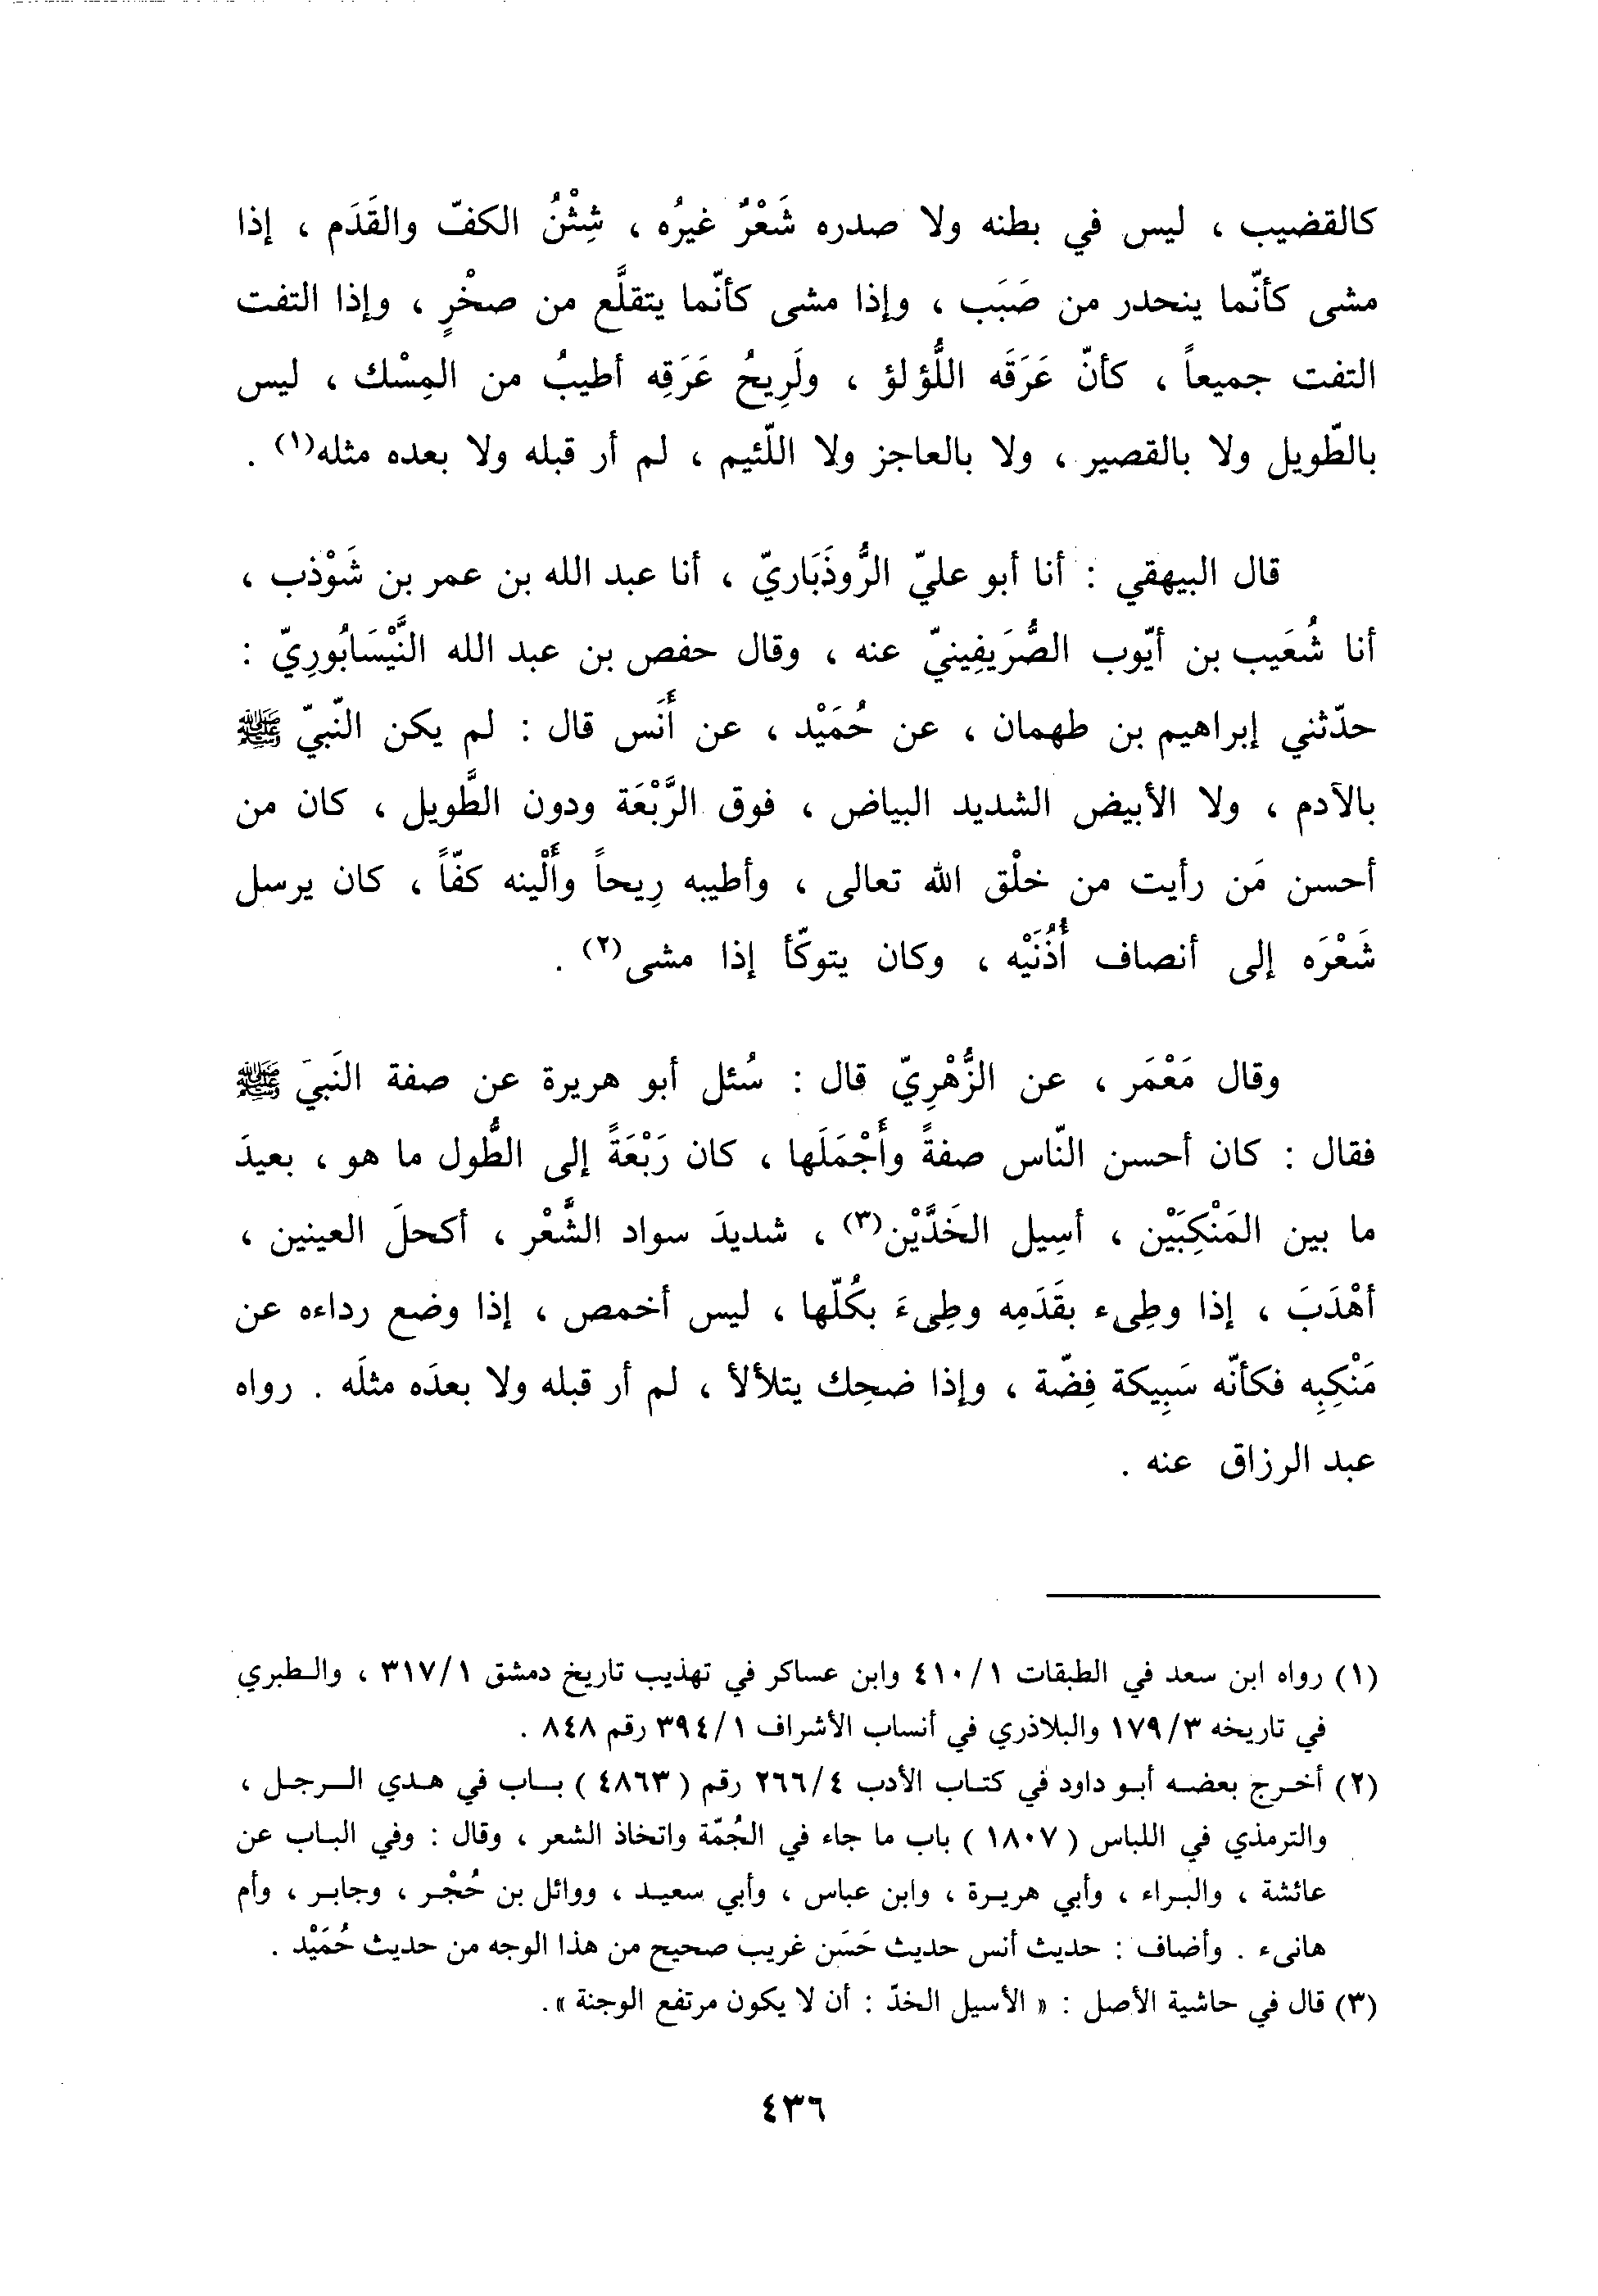 كالقضيب ، ليس في بطنه ولا صدره شَعْرٌ غيرُه ، شِثْنُ الكفّ والقَدَم ، إذا
مشى كأنّما ينحدر من صَبَب ، وإذا مشى كأنّما يتقلَّع من صخْرٍ ، وإذا التفت
التفت جميعاً ، كأنّ عَرَقَه اللُّؤلؤ ، ولَرِيحُ عَرَقِه أطيبُ من المِسْك ، ليس
بالطّويل ولا بالقصير ، ولا بالعاجز ولا اللّئيم ، لم أر قبله ولا بعده مثله(١) .
قال البيهقي : أنا أبو عليّ الرُّوذَبَاريّ ، أنا عبد الله بن عمر بن شَوْذب ،
أنا شُعَيب بن أيّوب الصُّرَيفِينيّ عنه ، وقال حفص بن عبد الله النَّيْسَابُورِيّ :
حدّثني إبراهيم بن طهمان ، عن حُمَيْد ، عن أَنَس قال : لم يكن النّبيّ ﷺ
بالآدم ، ولا الأبيض الشديد البياض ، فوق الرَّبْعَة ودون الطَّويل ، كان من
أحسن مَن رأيت من خلْق الله تعالى ، وأطيبه رِيحاً وأَلْينه كفّاً ، كان يرسل
شَعْرَه إلى أنصاف أُذُنَيْه ، وكان يتوكّأ إذا مشى(٢) .
وقال مَعْمَر ، عن الزُّهْرِيّ قال : سُئل أبو هريرة عن صفة النَبيَ ﷺ
فقال : كان أحسن النّاس صفةً وأَجْمَلَها ، كان رَبْعَةً إلى الطُّول ما هو ، بعيدَ
ما بين المَنْكِبَيْن ، أسِيل الخَدَّيْن(٣) ، شديدَ سواد الشَّعْر ، أكحلَ العينين ،
أهْدَبَ ، إذا وطِىء بقَدَمِه وطِىءَ بكُلّها ، ليس أخمص ، إذا وضع رداءه عن
مَنْكِبِه فكأنّه سَبِيكة فِضّة ، وإذا ضحِك يتلألأ ، لم أر قبله ولا بعدَه مثلَه . رواه
عبد الرزاق عنه .
(١) رواه ابن سعد في الطبقات ٤١٠/١ وابن عساكر في تهذيب تاريخ دمشق ٣١٧/١ ، والطبري
في تاريخه ١٧٩/٣ والبلاذري في أنساب الأشراف ٣٩٤/١ رقم ٨٤٨ .
(٢) أخرج بعضه أبو داود في كتاب الأدب ٢٦٦/٤ رقم ( ٤٨٦٣ ) باب في هدي الرجل ،
والترمذي في اللباس ( ١٨٠٧ ) باب ما جاء في الجُمّة واتخاذ الشعر ، وقال : وفي الباب عن
عائشة ، والبراء ، وأبي هريرة ، وابن عباس ، وأبي سعيد ، ووائل بن حُجْر ، وجابر ، وأم
هانىء . وأضاف : حديث أنس حديث حَسَن غريب صحيح من هذا الوجه من حديث حُمَيْد .
(٣) قال في حاشية الأصل : « الأسيل الخدّ : أن لا يكون مرتفع الوجنة ».
٤٣٦